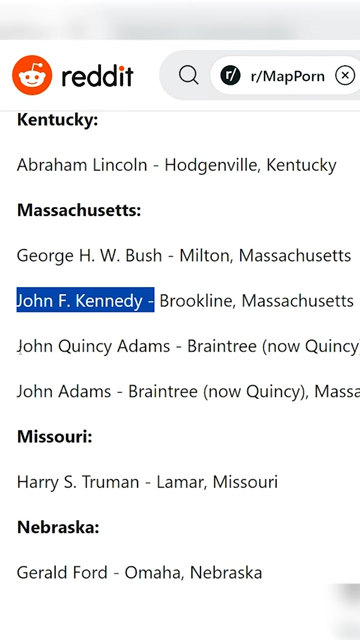 reddit
r/MapPorn
Kentucky:
Abraham Lincoln - Hodgenville, Kentucky
Massachusetts:
George H. W. Bush - Milton, Massachusetts
John F. Kennedy - Brookline, Massachusetts
John Quincy Adams - Braintree (now Quincy
John Adams - Braintree (now Quincy), Massa
Missouri:
Harry S. Truman - Lamar, Missouri
Nebraska:
Gerald Ford - Omaha, Nebraska